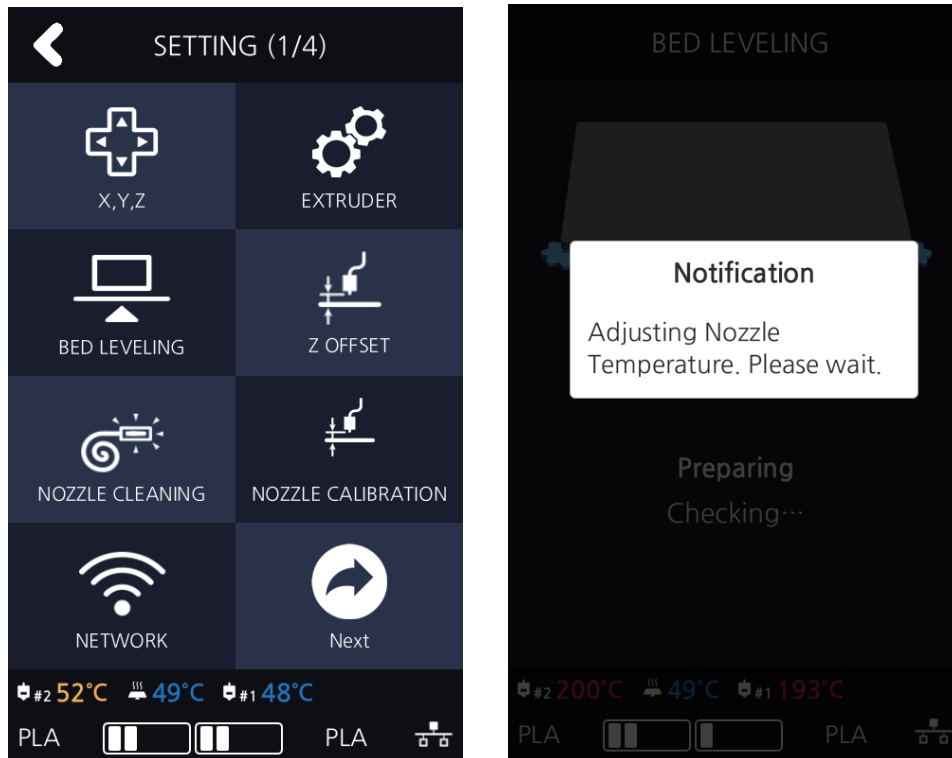 SETTING (1/4)
X,Y,Z
EXTRUDER
BED LEVELING
Z OFFSET
NOZZLE CLEANING
NOZZLE CALIBRATION
NETWORK
Next
#2 52°C 49°C #1 48°C
PLA PLA
BED LEVELING
Notification
Adjusting Nozzle
Temperature. Please wait.
Preparing
Checking…
#2 200°C 49°C #1 193°C
PLA PLA